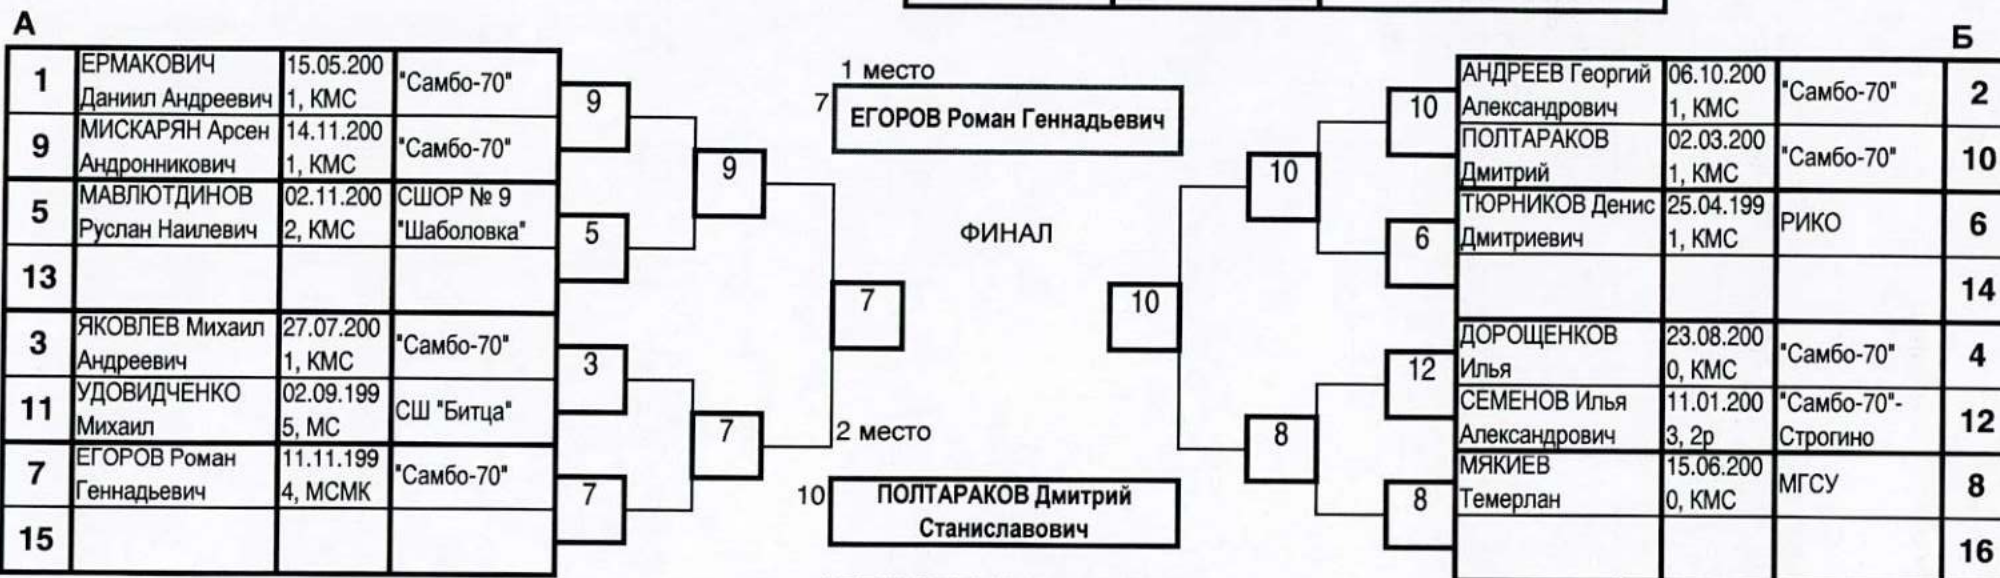 А
Б
1 ЕРМАКОВИЧ 15.05.200 "Самбо-70"
Даниил Андреевич 1, КМС
9 МИСКАРЯН Арсен 14.11.200 "Самбо-70"
Андронникович 1, КМС
5 МАВЛЮТДИНОВ 02.11.200 СШОР № 9
Руслан Наилевич 2, КМС "Шаболовка"
13
3 ЯКОВЛЕВ Михаил 27.07.200 "Самбо-70"
Андреевич 1, КМС
11 УДОВИДЧЕНКО 02.09.199 СШ "Битца"
Михаил 5, МС
7 ЕГОРОВ Роман 11.11.199 "Самбо-70"
Геннадьевич 4, МСМК
15
9
5
3
7
9
7
7
1 место
7 ЕГОРОВ Роман Геннадьевич
ФИНАЛ
2 место
10 ПОЛТАРАКОВ Дмитрий
Станиславович
10
10
8
10
6
12
8
АНДРЕЕВ Георгий 06.10.200 "Самбо-70" 2
Александрович 1, КМС
ПОЛТАРАКОВ 02.03.200 "Самбо-70" 10
Дмитрий 1, КМС
ТЮРНИКОВ Денис 25.04.199 РИКО 6
Дмитриевич 1, КМС
14
ДОРОЩЕНКОВ 23.08.200 "Самбо-70" 4
Илья 0, КМС
СЕМЕНОВ Илья 11.01.200 "Самбо-70"- 12
Александрович 3, 2р Строгино
МЯКИЕВ 15.06.200 МГСУ 8
Темерлан 0, КМС
16